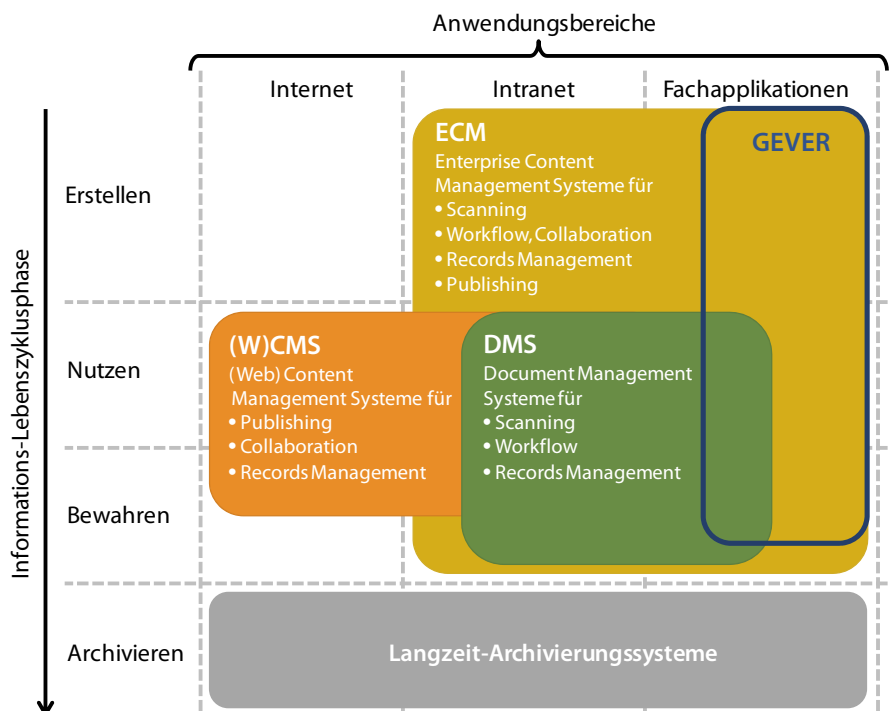 Anwendungsbereiche
Internet
Intranet
Fachapplikationen
Informations-Lebenszyklusphase
Erstellen
Nutzen
Bewahren
Archivieren
ECM
Enterprise Content
Management Systeme für
• Scanning
• Workflow, Collaboration
• Records Management
• Publishing
GEVER
(W)CMS
(Web) Content
Management Systeme für
• Publishing
• Collaboration
• Records Management
DMS
Document Management
Systeme für
• Scanning
• Workflow
• Records Management
Langzeit-Archivierungssysteme